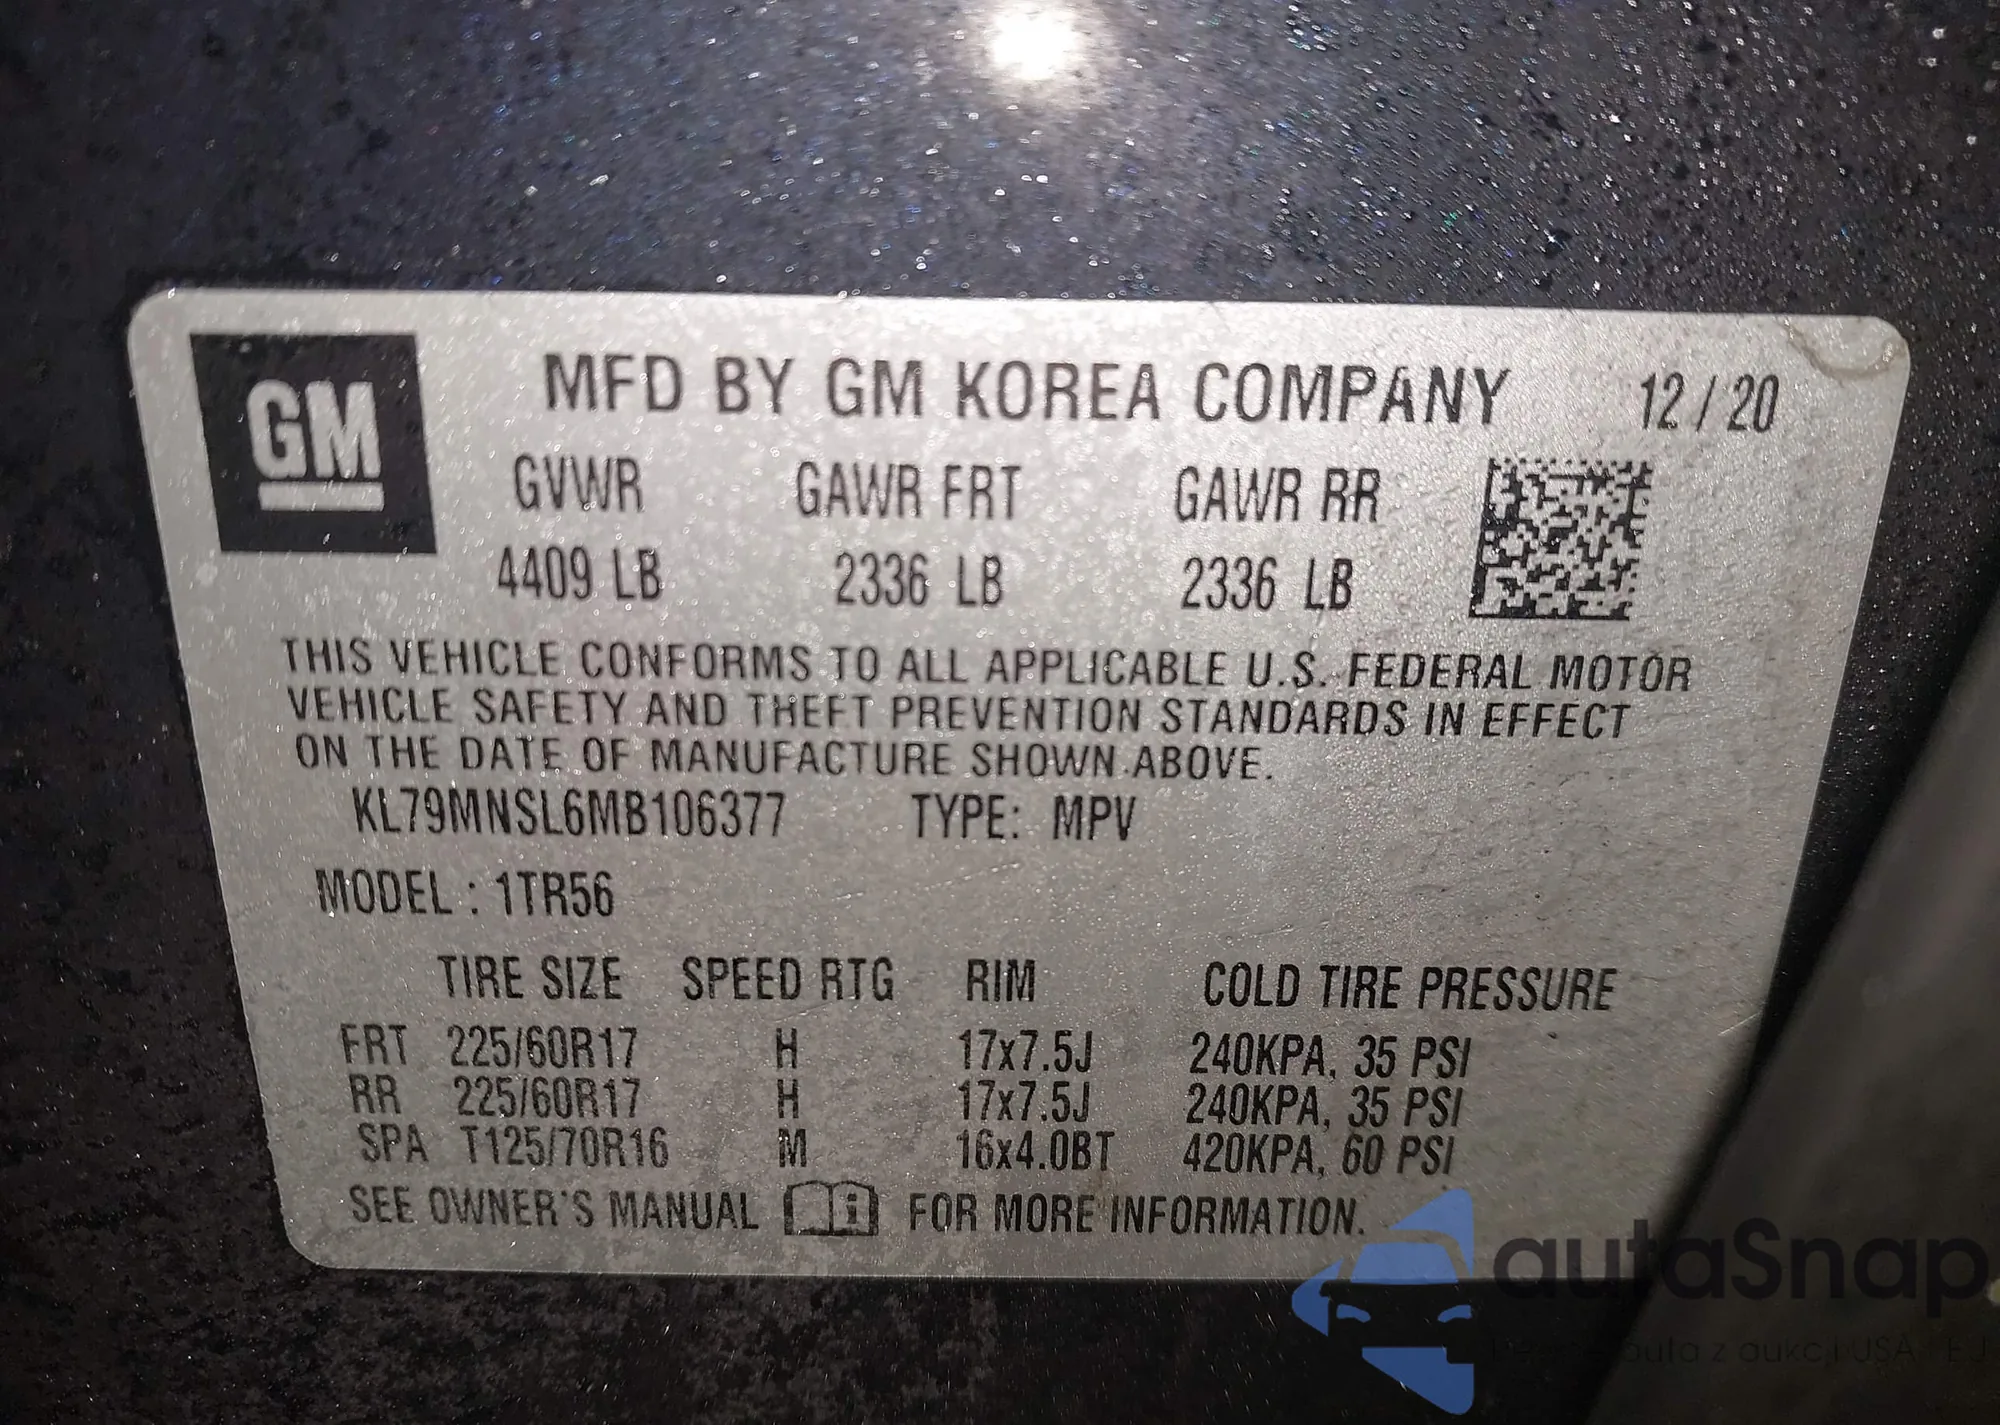 GM
MFD BY GM KOREA COMPANY 12 / 20
GVWR GAWR FRT GAWR RR
4409 LB 2336 LB 2336 LB
THIS VEHICLE CONFORMS TO ALL APPLICABLE U.S. FEDERAL MOTOR
VEHICLE SAFETY AND THEFT PREVENTION STANDARDS IN EFFECT
ON THE DATE OF MANUFACTURE SHOWN ABOVE.
KL79MNSL6MB106377 TYPE: MPV
MODEL : 1TR56
TIRE SIZE SPEED RTG RIM COLD TIRE PRESSURE
FRT 225/60R17 H 17x7.5J 240KPA, 35 PSI
RR 225/60R17 H 17x7.5J 240KPA, 35 PSI
SPA T125/70R16 M 16x4.0BT 420KPA, 60 PSI
SEE OWNER'S MANUAL FOR MORE INFORMATION.
autaSnap
auta z aukcji USA